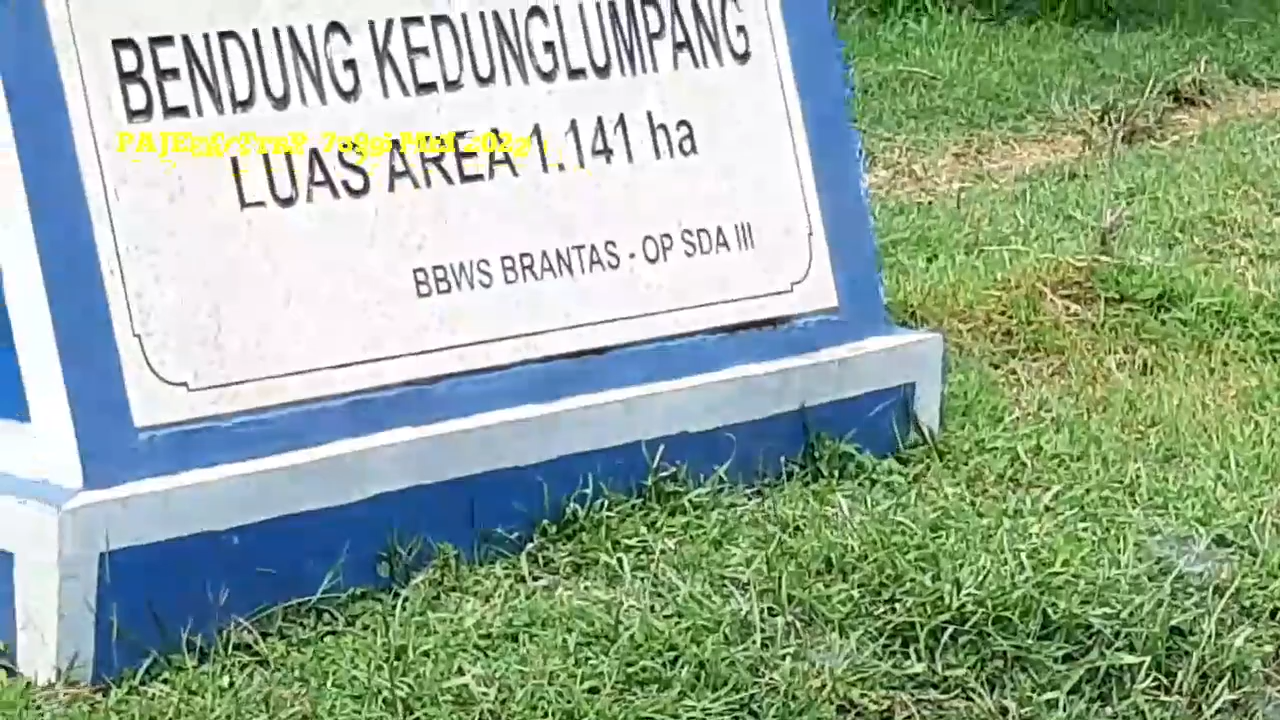 BENDUNG KEDUNGLUMPANG
LUAS AREA 1.141 ha
BBWS BRANTAS - OP SDA III